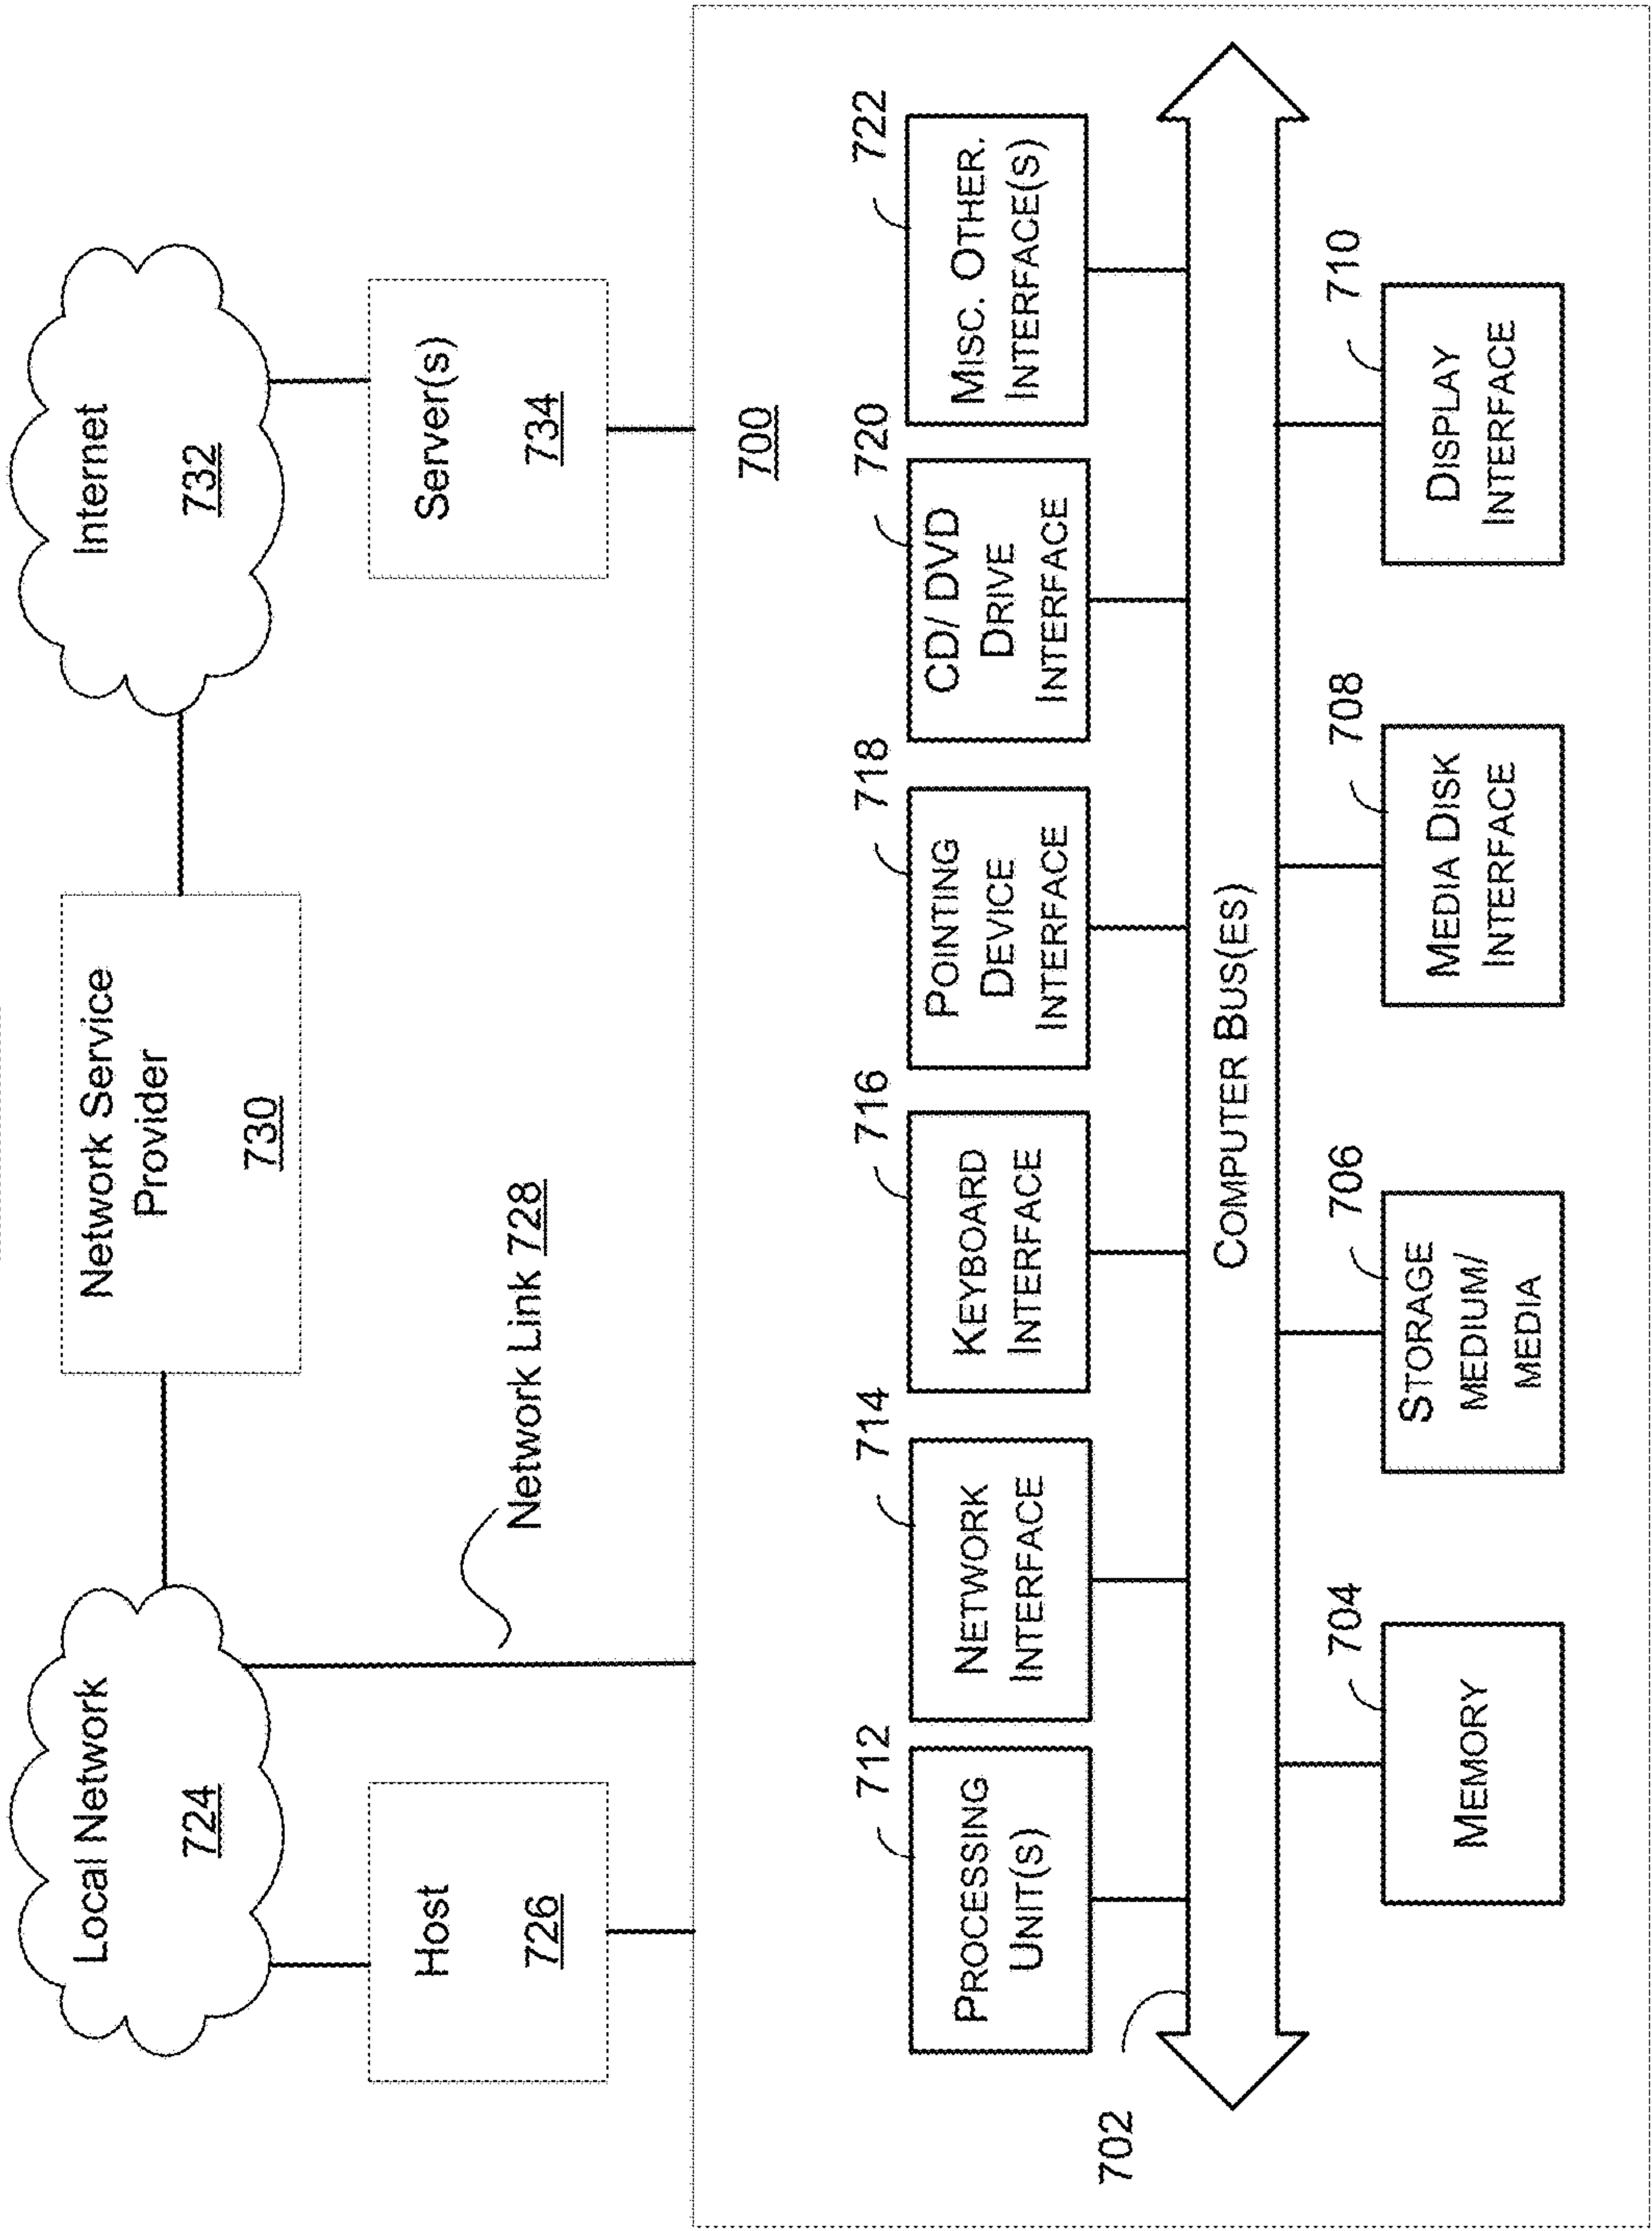 Local Network
724
Network Service
Provider
730
Internet
732
Host
726
Network Link 728
Server(s)
734
700
712
PROCESSING
UNIT(S)
714
NETWORK
INTERFACE
716
KEYBOARD
INTERFACE
718
POINTING
DEVICE
INTERFACE
720
CD/ DVD
DRIVE
INTERFACE
722
MISC. OTHER.
INTERFACE(S)
702
COMPUTER BUS(ES)
704
MEMORY
706
STORAGE
MEDIUM/
MEDIA
708
MEDIA DISK
INTERFACE
710
DISPLAY
INTERFACE